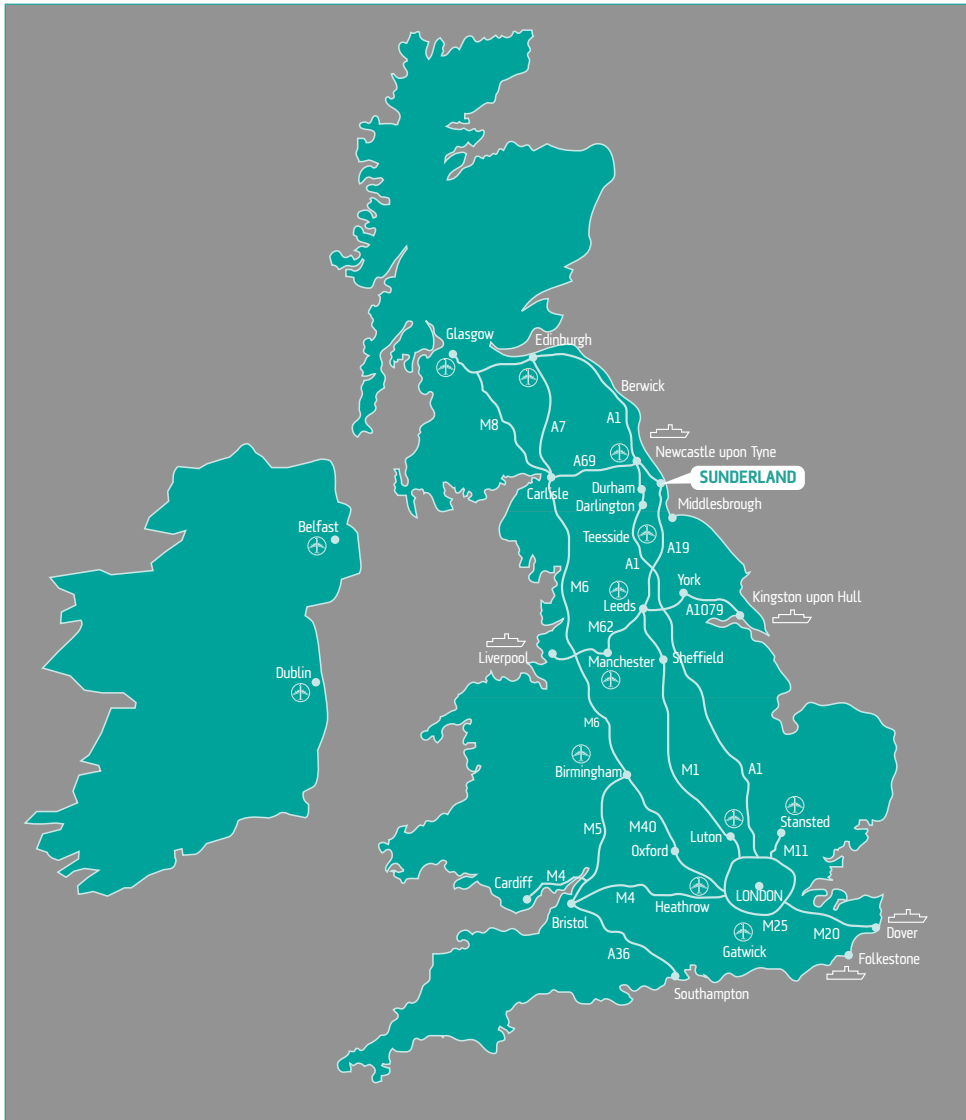 Glasgow
Edinburgh
Berwick
M8
A7
A1
Newcastle upon Tyne
A69
SUNDERLAND
Carlisle
Durham
Darlington
Middlesbrough
Belfast
Teesside
A19
A1
M6
York
Leeds
Kingston upon Hull
A1079
M62
Liverpool
Manchester
Sheffield
Dublin
M6
Birmingham
M1
A1
M5
M40
Luton
Stansted
Oxford
M11
Cardiff
M4
M4
Heathrow
LONDON
Bristol
M25
M20
Dover
A36
Gatwick
Folkestone
Southampton